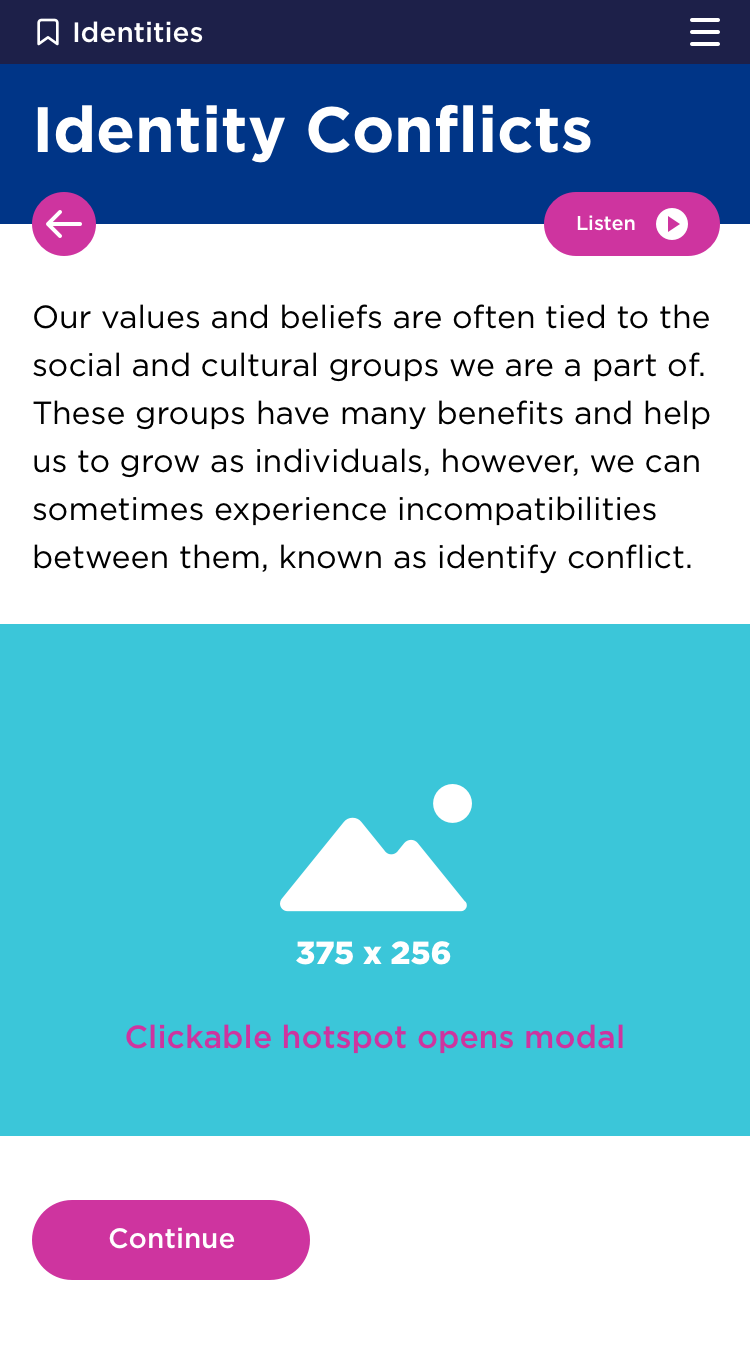 Identities
Identity Conflicts
Listen
Our values and beliefs are often tied to the
social and cultural groups we are a part of.
These groups have many benefits and help
us to grow as individuals, however, we can
sometimes experience incompatibilities
between them, known as identify conflict.
375 x 256
Clickable hotspot opens modal
Continue